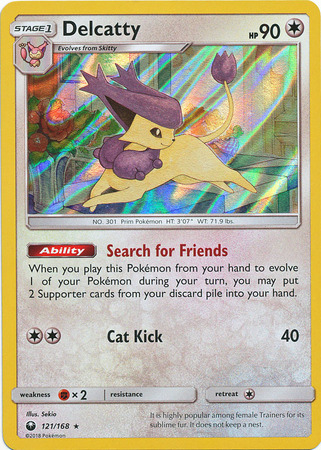 STAGE1 Delcatty HP 90
Evolves from Skitty
NO. 301 Prim Pokémon HT: 3'07" WT: 71.9 lbs.
Ability Search for Friends
When you play this Pokémon from your hand to evolve
1 of your Pokémon during your turn, you may put
2 Supporter cards from your discard pile into your hand.
Cat Kick 40
weakness ×2 resistance retreat
Illus. Sekio
121/168 ★
©2018 Pokémon
It is highly popular among female Trainers for its
sublime fur. It does not keep a nest.